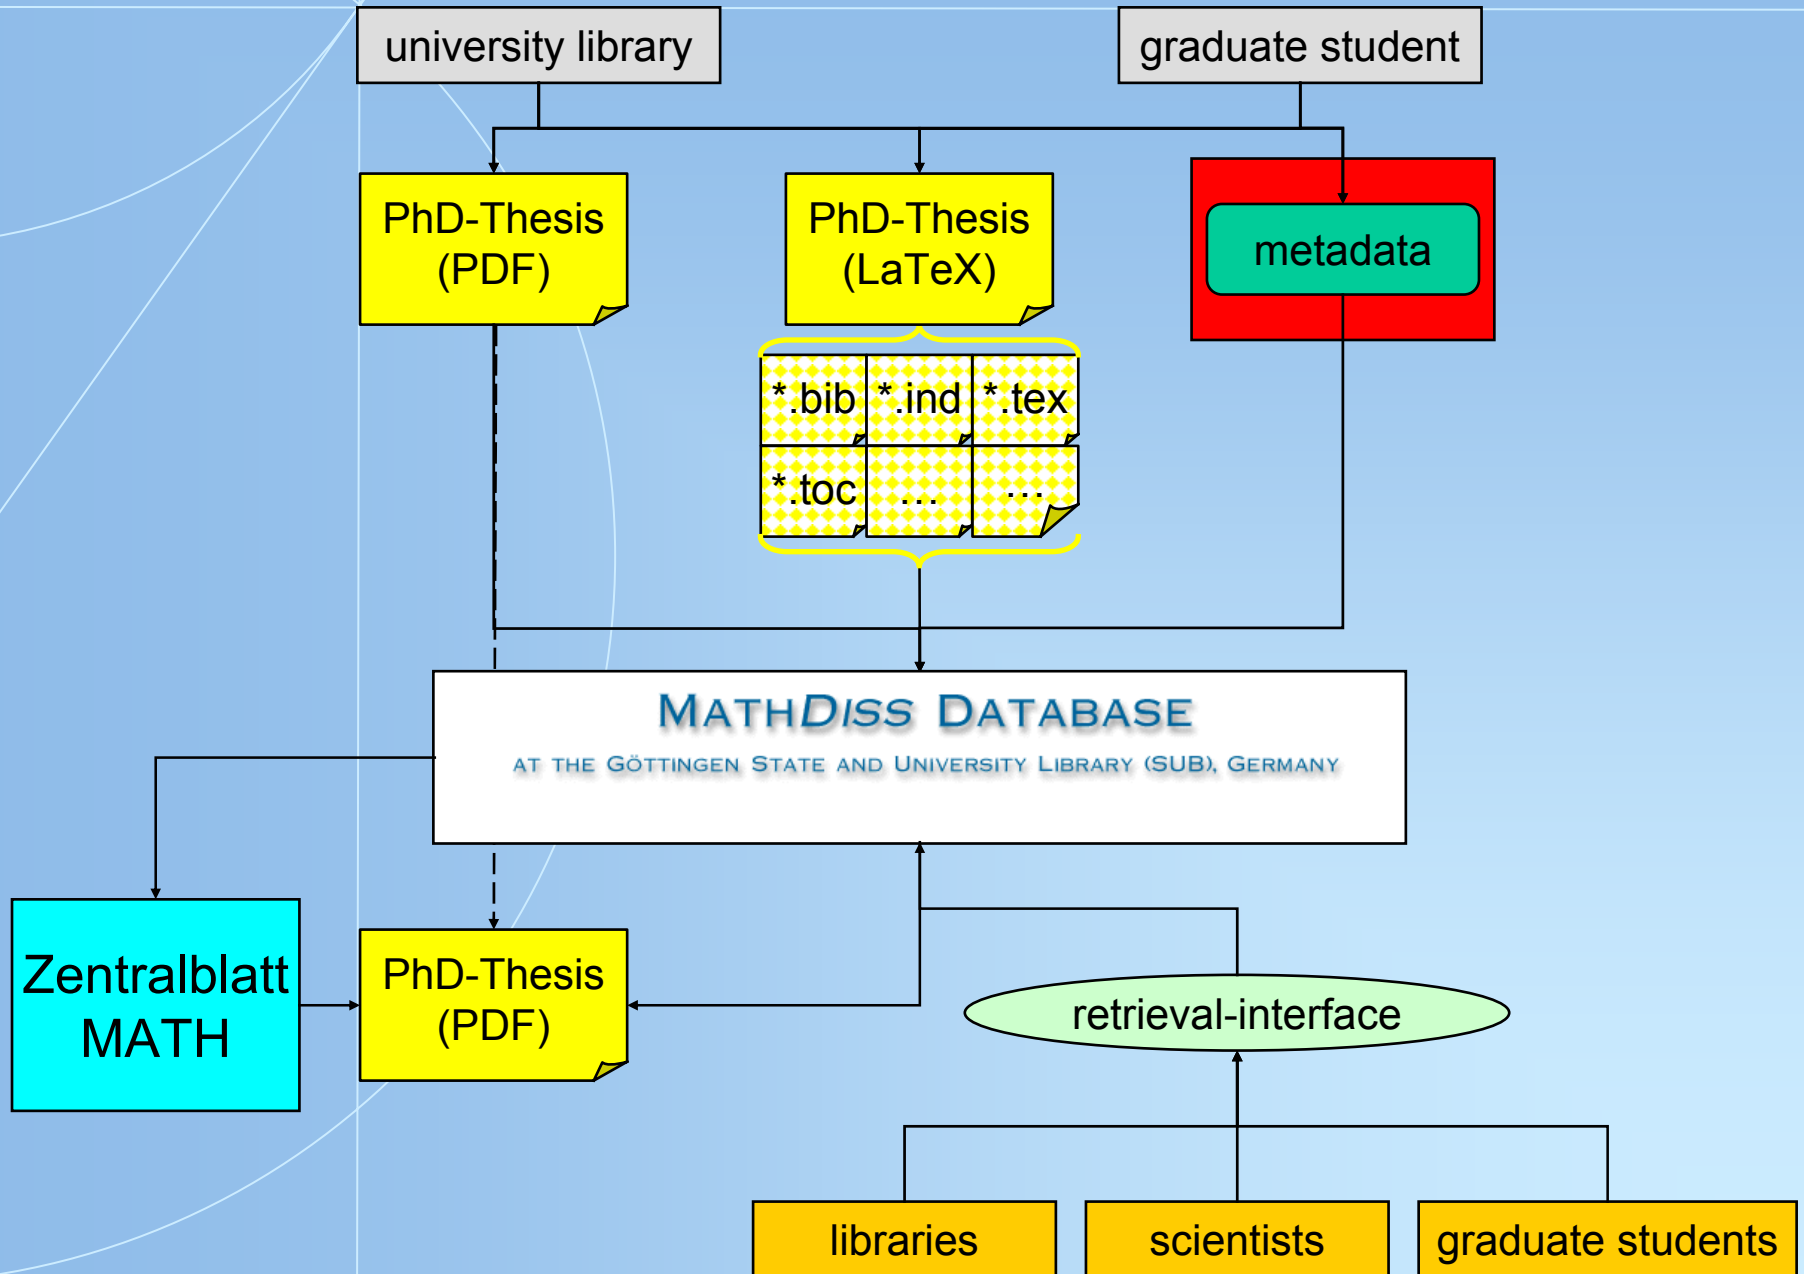 university library
graduate student
PhD-Thesis
(PDF)
PhD-Thesis
(LaTeX)
metadata
*.bib
*.ind
*.tex
*.toc
...
...
MATHDISS DATABASE
AT THE GÖTTINGEN STATE AND UNIVERSITY LIBRARY (SUB), GERMANY
Zentralblatt
MATH
PhD-Thesis
(PDF)
retrieval-interface
libraries
scientists
graduate students